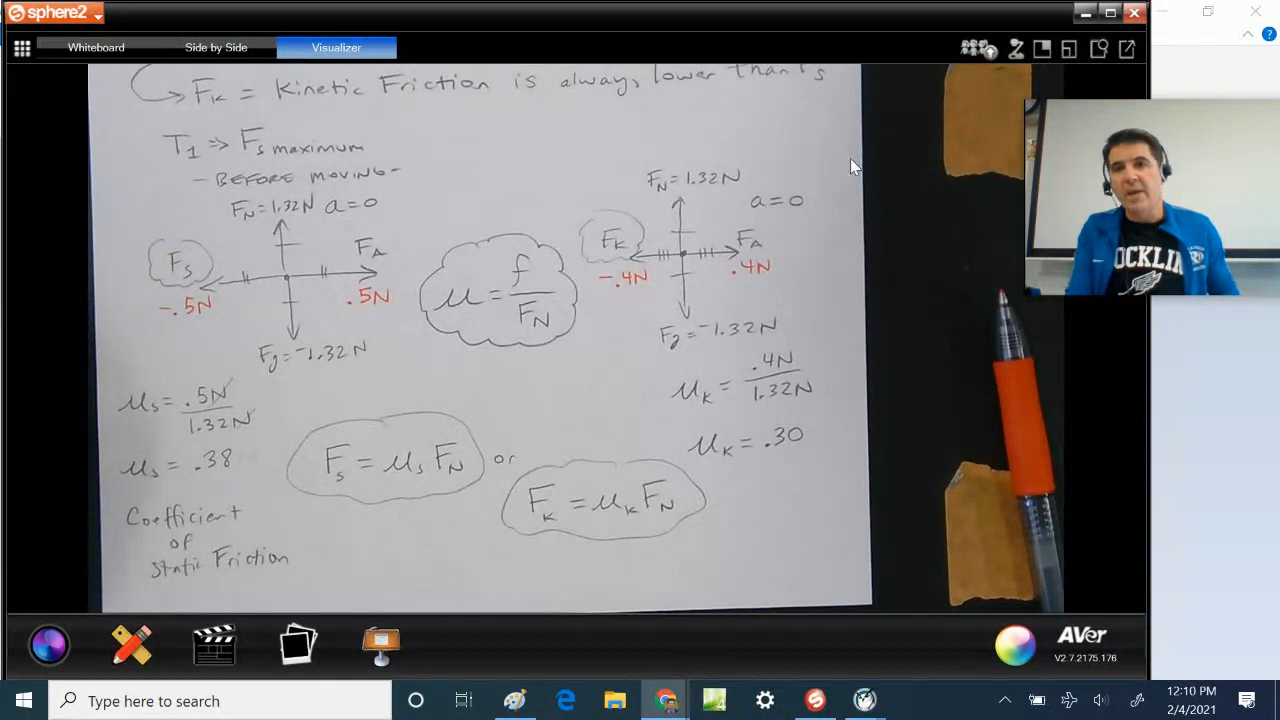 sphere2
Whiteboard
Side by Side
Visualizer
↳ FK = Kinetic Friction is always lower than Fs
T1 ⇒ Fs maximum
- BEFORE MOVING -
FN = 1.32N a = 0
Fs
FA
-.5N
.5N
Fg = -1.32N
μs = .5N / 1.32N
μs = .38
Coefficient
of
Static Friction
μ = f / FN
Fs = μs FN
or
FK = μK FN
FN = 1.32N
a = 0
FK
FA
-.4N
.4N
Fg = -1.32N
μK = .4N / 1.32N
μK = .30
OCKLIN
AVer
V2.7.2175.176
Type here to search
12:10 PM
2/4/2021